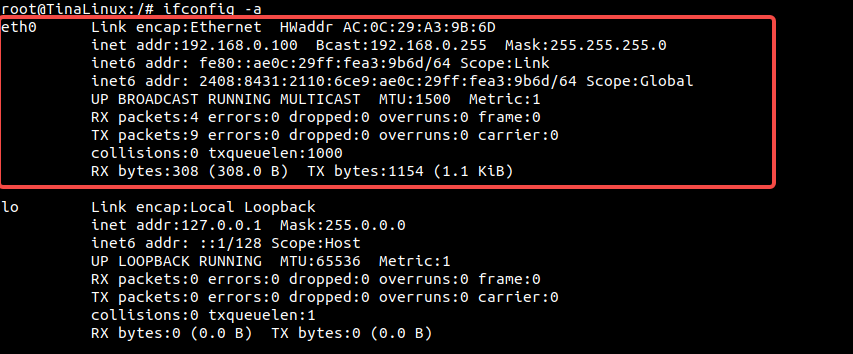 root@TinaLinux:/# ifconfig -a
eth0      Link encap:Ethernet  HWaddr AC:0C:29:A3:9B:6D
          inet addr:192.168.0.100  Bcast:192.168.0.255  Mask:255.255.255.0
          inet6 addr: fe80::ae0c:29ff:fea3:9b6d/64 Scope:Link
          inet6 addr: 2408:8431:2110:6ce9:ae0c:29ff:fea3:9b6d/64 Scope:Global
          UP BROADCAST RUNNING MULTICAST  MTU:1500  Metric:1
          RX packets:4 errors:0 dropped:0 overruns:0 frame:0
          TX packets:9 errors:0 dropped:0 overruns:0 carrier:0
          collisions:0 txqueuelen:1000
          RX bytes:308 (308.0 B)  TX bytes:1154 (1.1 KiB)
lo        Link encap:Local Loopback
          inet addr:127.0.0.1  Mask:255.0.0.0
          inet6 addr: ::1/128 Scope:Host
          UP LOOPBACK RUNNING  MTU:65536  Metric:1
          RX packets:0 errors:0 dropped:0 overruns:0 frame:0
          TX packets:0 errors:0 dropped:0 overruns:0 carrier:0
          collisions:0 txqueuelen:1
          RX bytes:0 (0.0 B)  TX bytes:0 (0.0 B)